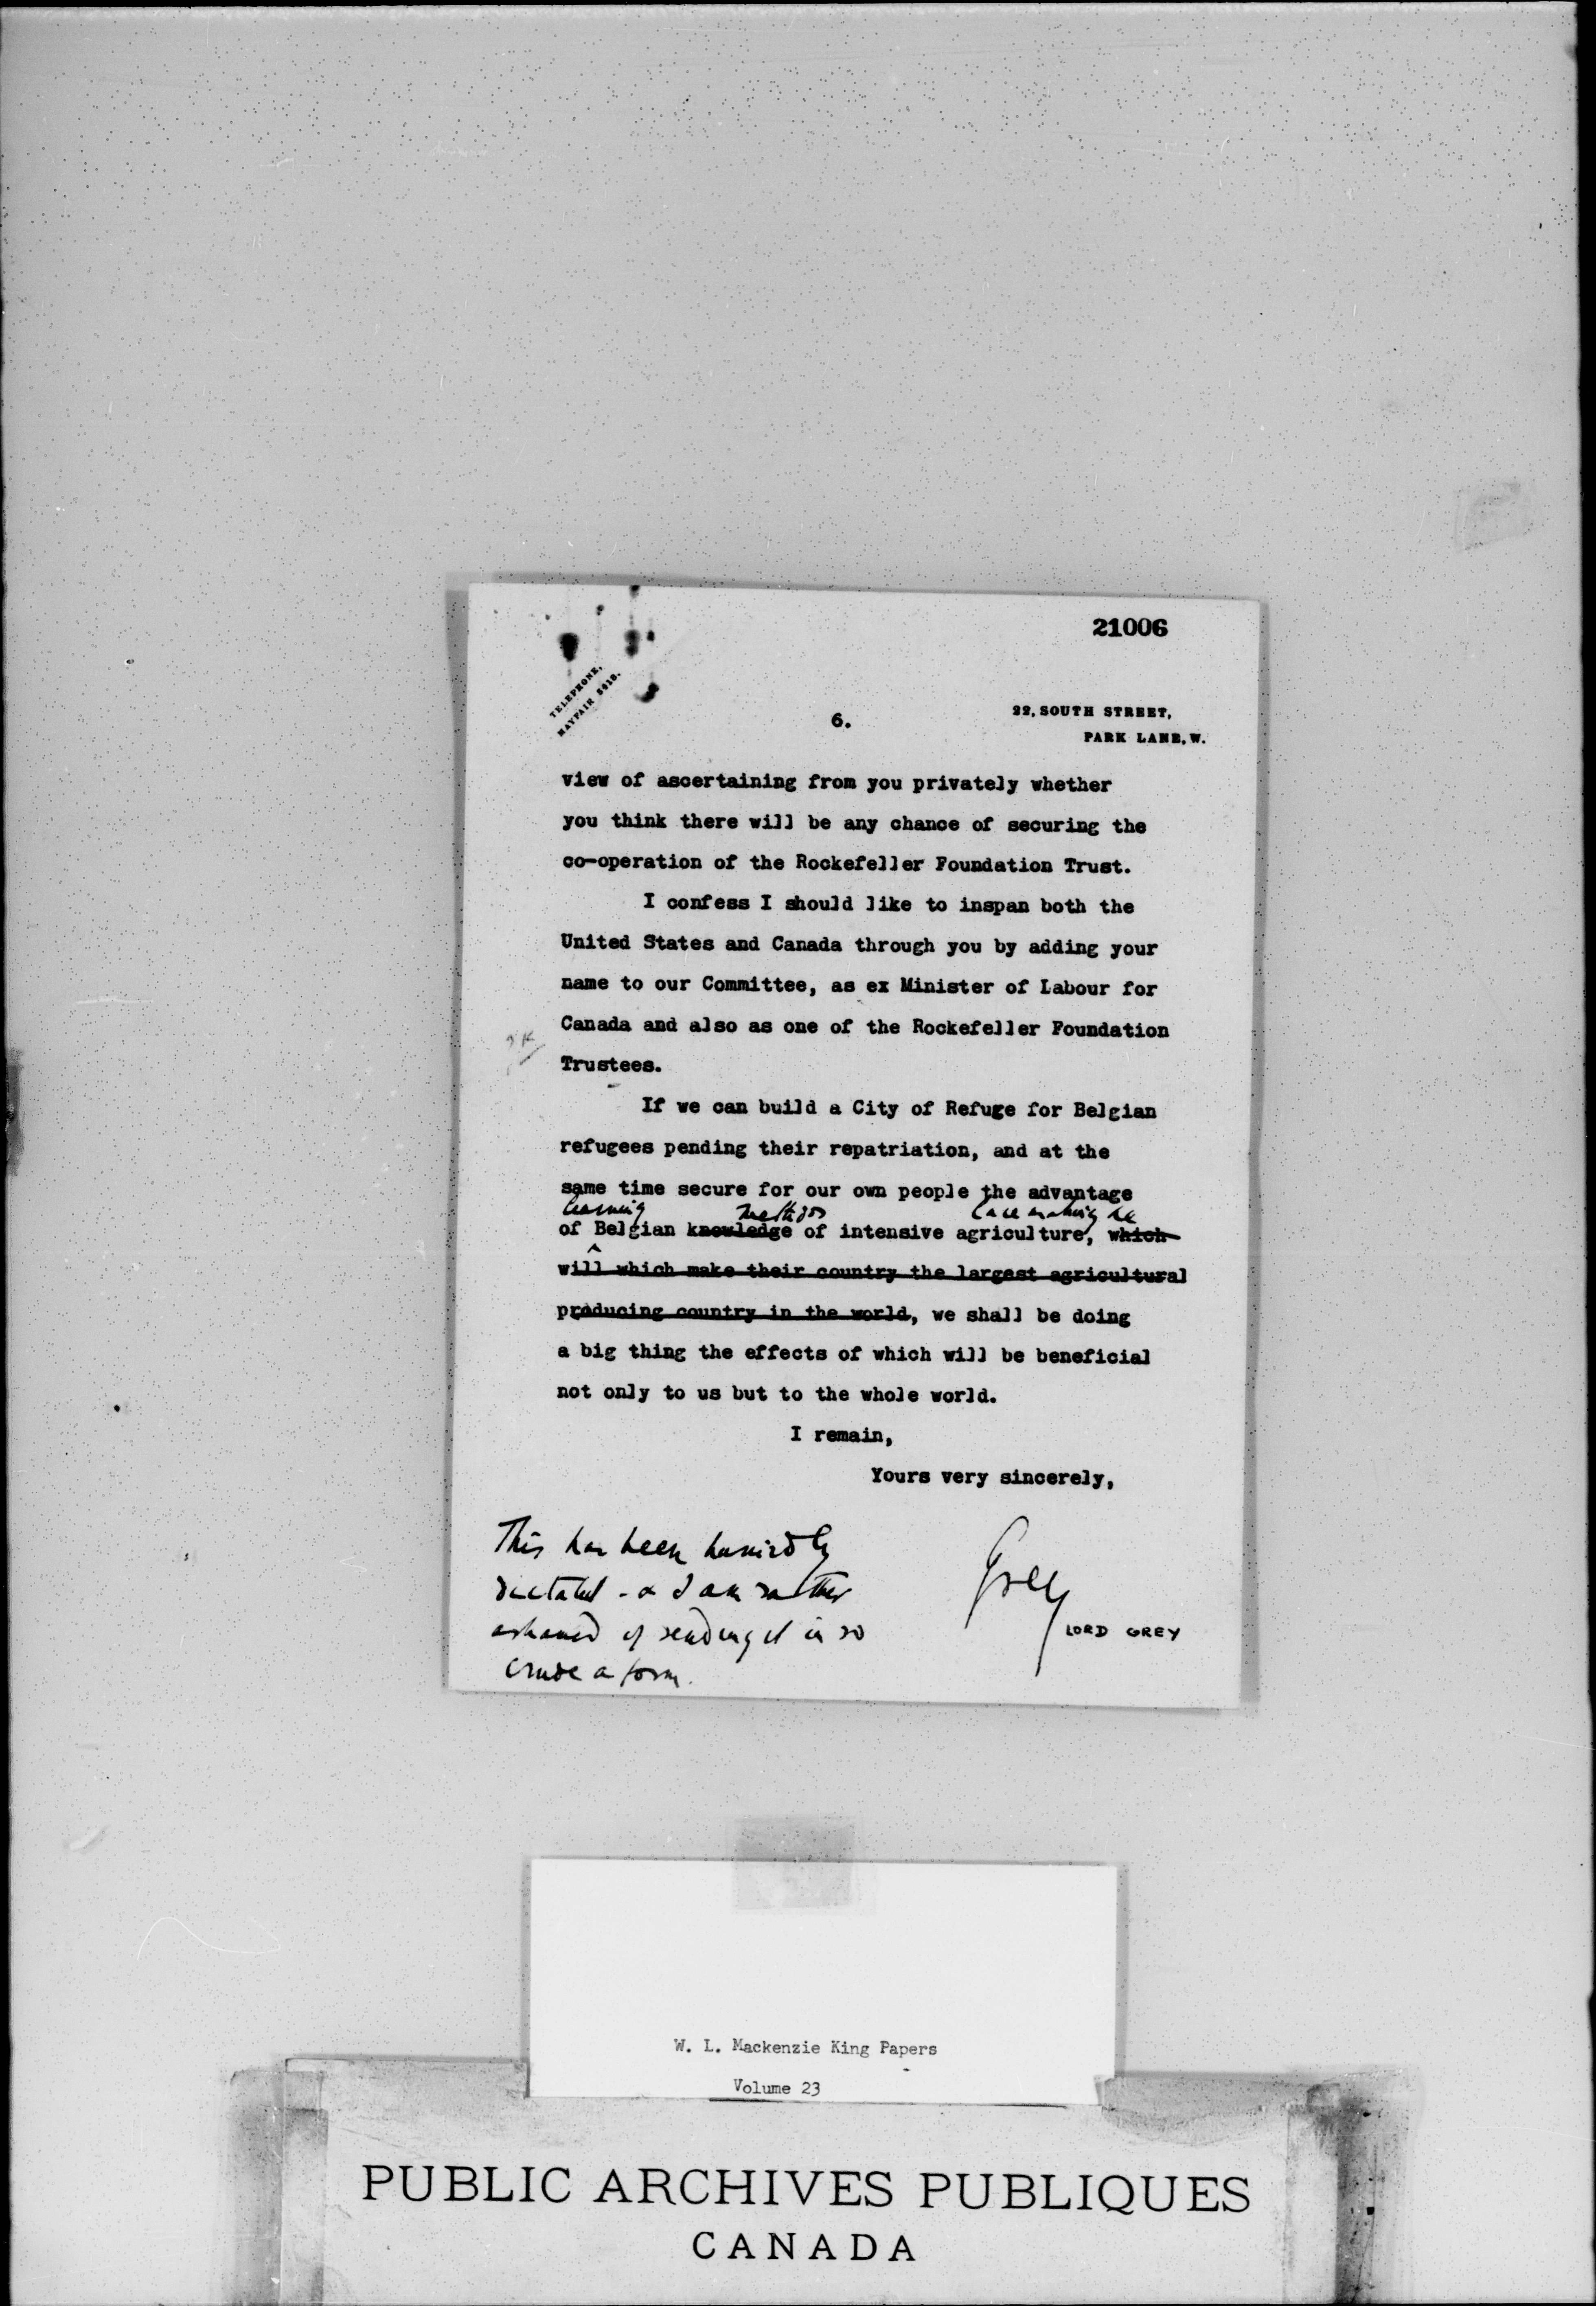 21006
TELEPHONE,
MAYFAIR 5618.
6.
22, SOUTH STREET,
PARK LANE, W.
view of ascertaining from you privately whether
you think there will be any chance of securing the
co-operation of the Rockefeller Foundation Trust.
I confess I should like to inspan both the
United States and Canada through you by adding your
name to our Committee, as ex Minister of Labour for
Canada and also as one of the Rockefeller Foundation
Trustees.
If we can build a City of Refuge for Belgian
refugees pending their repatriation, and at the
same time secure for our own people the advantage
learning methods lace making &c
of Belgian knowledge of intensive agriculture, which
will which make their country the largest agricultural
producing country in the world, we shall be doing
a big thing the effects of which will be beneficial
not only to us but to the whole world.
I remain,
Yours very sincerely,
This has been hurriedly
dictated - & I am rather
ashamed of sending it in so
crude a form.
Grey
LORD GREY
W. L. Mackenzie King Papers
Volume 23
PUBLIC ARCHIVES PUBLIQUES
CANADA